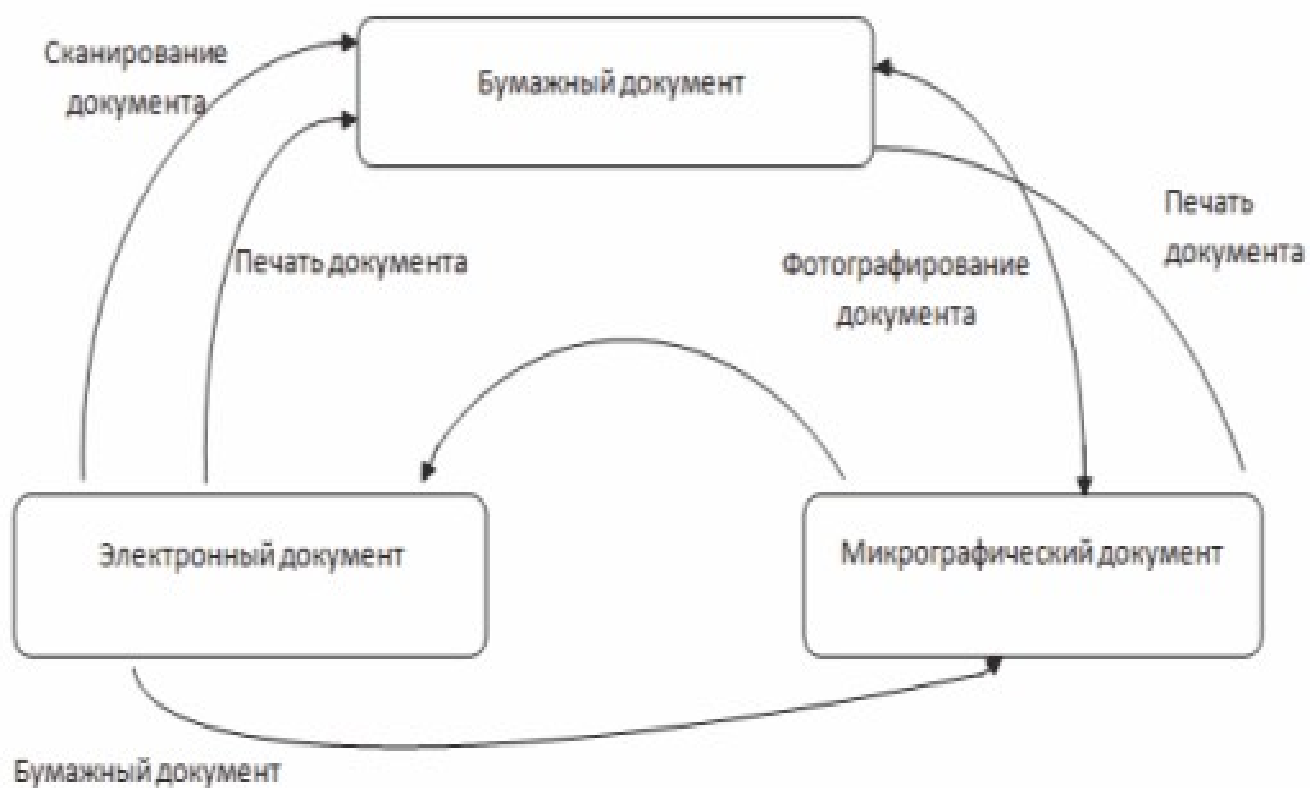 Сканирование
документа
Бумажный документ
Печать
документа
Печать документа
Фотографирование
документа
Электронный документ
Микрографический документ
Бумажный документ